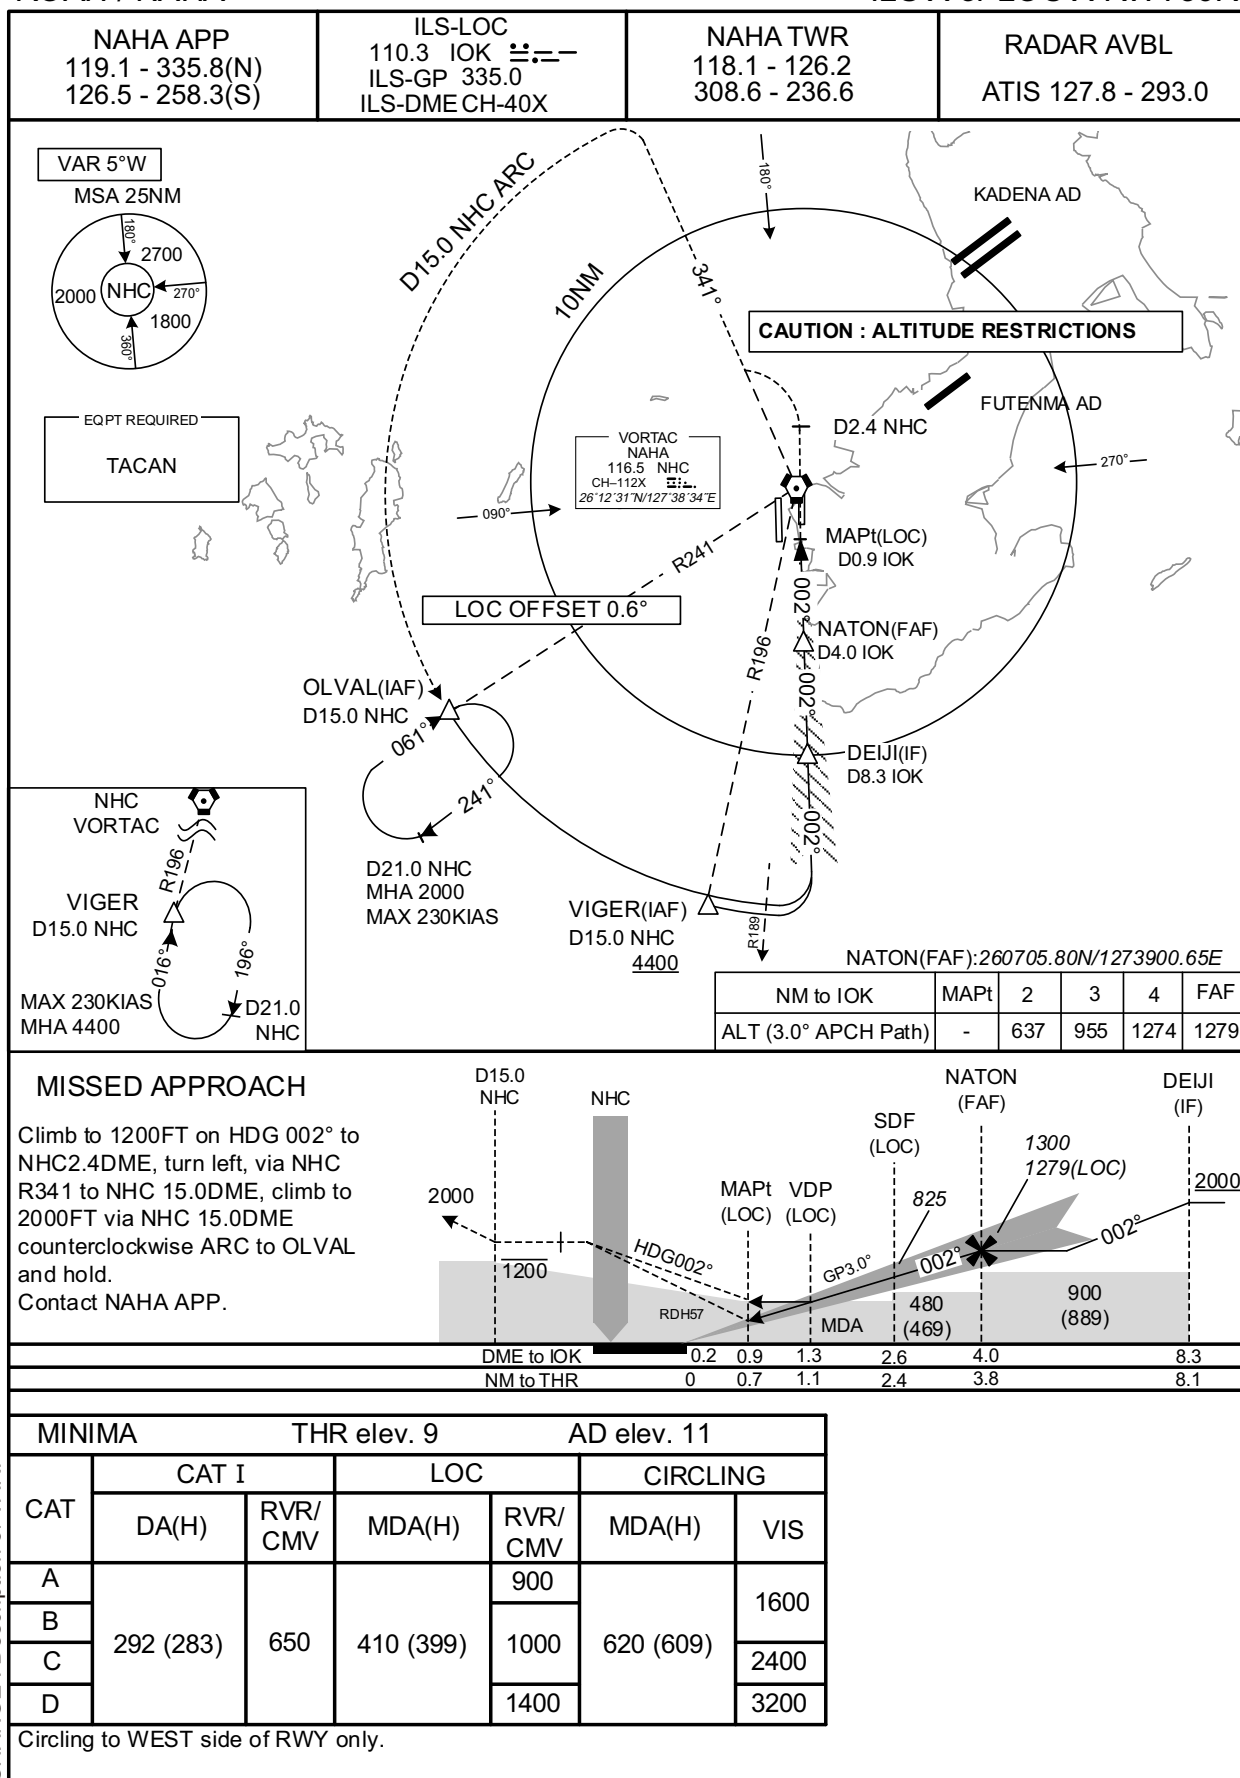 NAHA APP
119.1 - 335.8(N)
126.5 - 258.3(S)
ILS-LOC
110.3 IOK
ILS-GP 335.0
ILS-DME CH-40X
NAHA TWR
118.1 - 126.2
308.6 - 236.6
RADAR AVBL
ATIS 127.8 - 293.0
VAR 5°W
MSA 25NM
180°
2700
2000
NHC
270°
1800
360°
EQPT REQUIRED
TACAN
D15.0 NHC ARC
10NM
341°
180°
KADENA AD
CAUTION : ALTITUDE RESTRICTIONS
FUTENMA AD
D2.4 NHC
VORTAC
NAHA
116.5 NHC
CH–112X
26°12'31"N/127°38'34"E
270°
090°
R241
MAPt(LOC)
D0.9 IOK
LOC OFFSET 0.6°
002°
NATON(FAF)
D4.0 IOK
R196
OLVAL(IAF)
D15.0 NHC
002°
061°
241°
DEIJI(IF)
D8.3 IOK
002°
D21.0 NHC
MHA 2000
MAX 230KIAS
VIGER(IAF)
D15.0 NHC
4400
R189
NHC
VORTAC
R196
VIGER
D15.0 NHC
016°
196°
MAX 230KIAS
MHA 4400
D21.0
NHC
NATON(FAF):260705.80N/1273900.65E
NM to IOK MAPt 2 3 4 FAF
ALT (3.0° APCH Path) - 637 955 1274 1279
MISSED APPROACH
Climb to 1200FT on HDG 002° to
NHC2.4DME, turn left, via NHC
R341 to NHC 15.0DME, climb to
2000FT via NHC 15.0DME
counterclockwise ARC to OLVAL
and hold.
Contact NAHA APP.
D15.0
NHC
NHC
NATON
(FAF)
DEIJI
(IF)
SDF
(LOC)
1300
1279(LOC)
2000
MAPt
(LOC)
VDP
(LOC)
825
2000
1200
HDG002°
GP3.0°
002°
002°
RDH57
MDA
480
(469)
900
(889)
DME to IOK 0.2 0.9 1.3 2.6 4.0 8.3
NM to THR 0 0.7 1.1 2.4 3.8 8.1
MINIMA THR elev. 9 AD elev. 11
CAT
CAT I LOC CIRCLING
DA(H) RVR/CMV MDA(H) RVR/CMV MDA(H) VIS
A 900
B 1600
292 (283) 650 410 (399) 1000 620 (609)
C 2400
D 1400 3200
Circling to WEST side of RWY only.